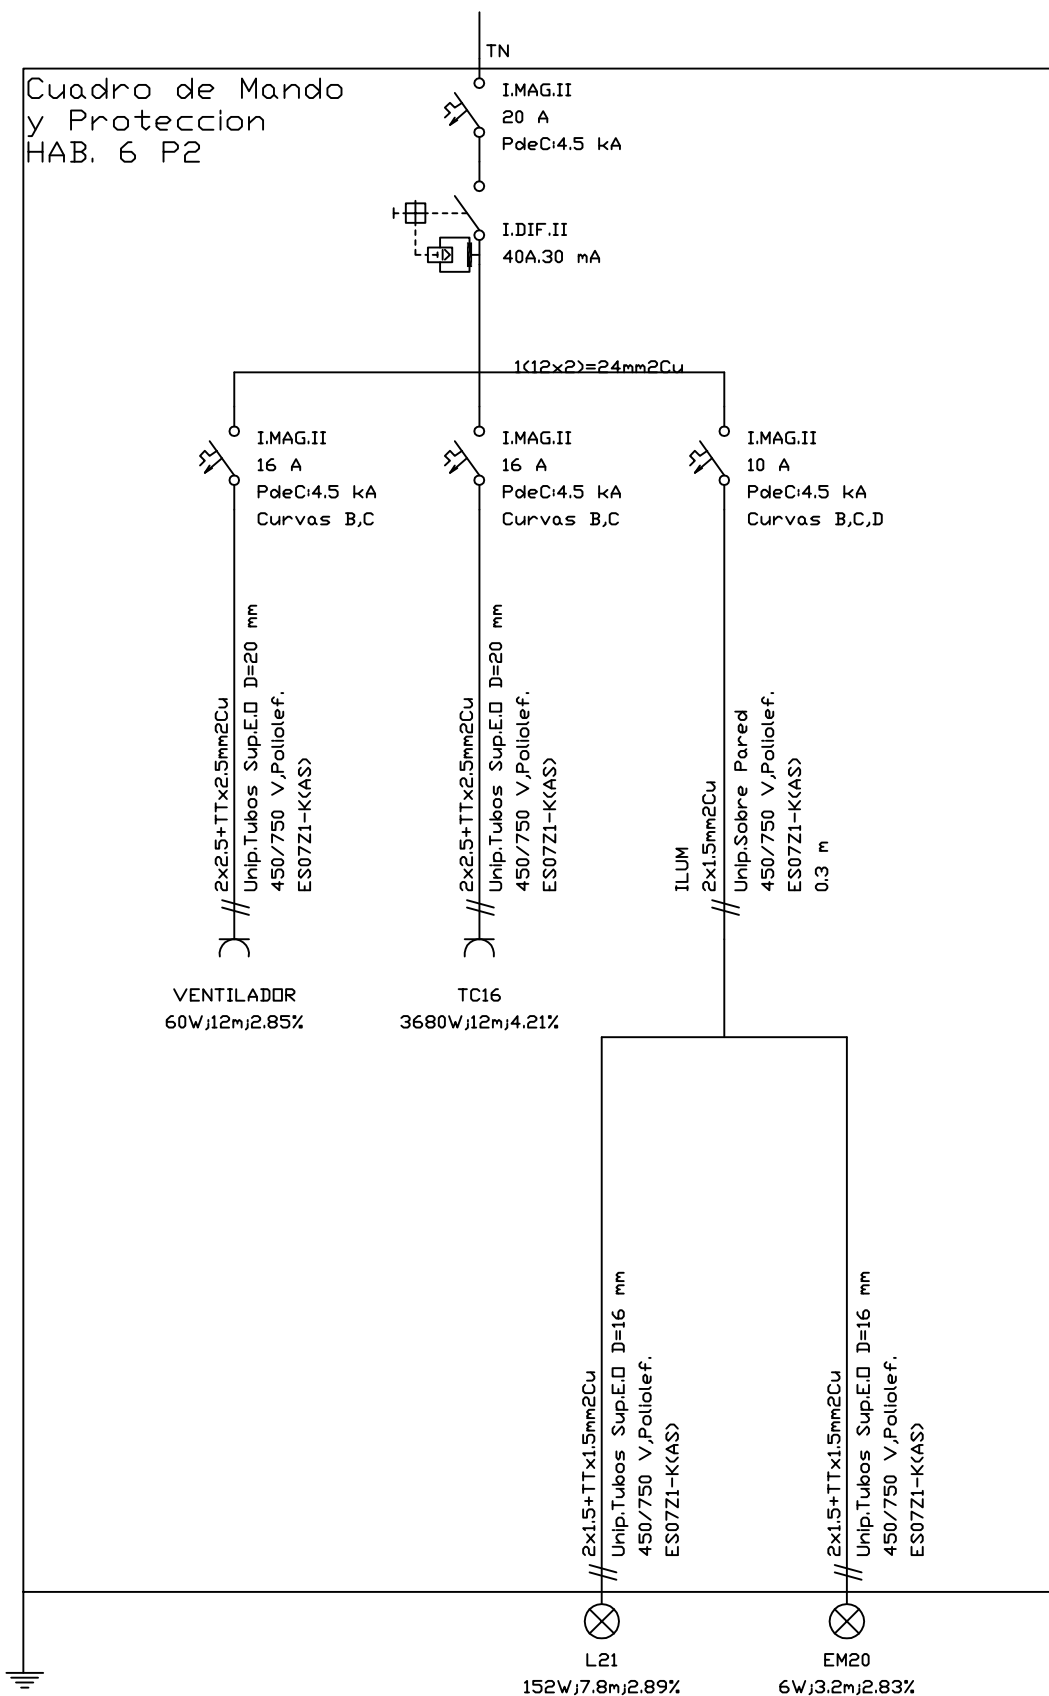 TN
Cuadro de Mando
y Proteccion
HAB. 6 P2
I.MAG.II
20 A
PdeC:4.5 kA
I.DIF.II
40A.30 mA
1(12x2)=24mm2Cu
I.MAG.II
16 A
PdeC:4.5 kA
Curvas B,C
I.MAG.II
16 A
PdeC:4.5 kA
Curvas B,C
I.MAG.II
10 A
PdeC:4.5 kA
Curvas B,C,D
2x2.5+TTx2.5mm2Cu
Unip.Tubos Sup.E.O D=20 mm
450/750 V,Poliolef.
ES07Z1-K(AS)
2x2.5+TTx2.5mm2Cu
Unip.Tubos Sup.E.O D=20 mm
450/750 V,Poliolef.
ES07Z1-K(AS)
ILUM
2x1.5mm2Cu
Unip.Sobre Pared
450/750 V,Poliolef.
ES07Z1-K(AS)
0.3 m
VENTILADOR
60W;12m;2.85%
TC16
3680W;12m;4.21%
2x1.5+TTx1.5mm2Cu
Unip.Tubos Sup.E.O D=16 mm
450/750 V,Poliolef.
ES07Z1-K(AS)
2x1.5+TTx1.5mm2Cu
Unip.Tubos Sup.E.O D=16 mm
450/750 V,Poliolef.
ES07Z1-K(AS)
L21
152W;7.8m;2.89%
EM20
6W;3.2m;2.83%